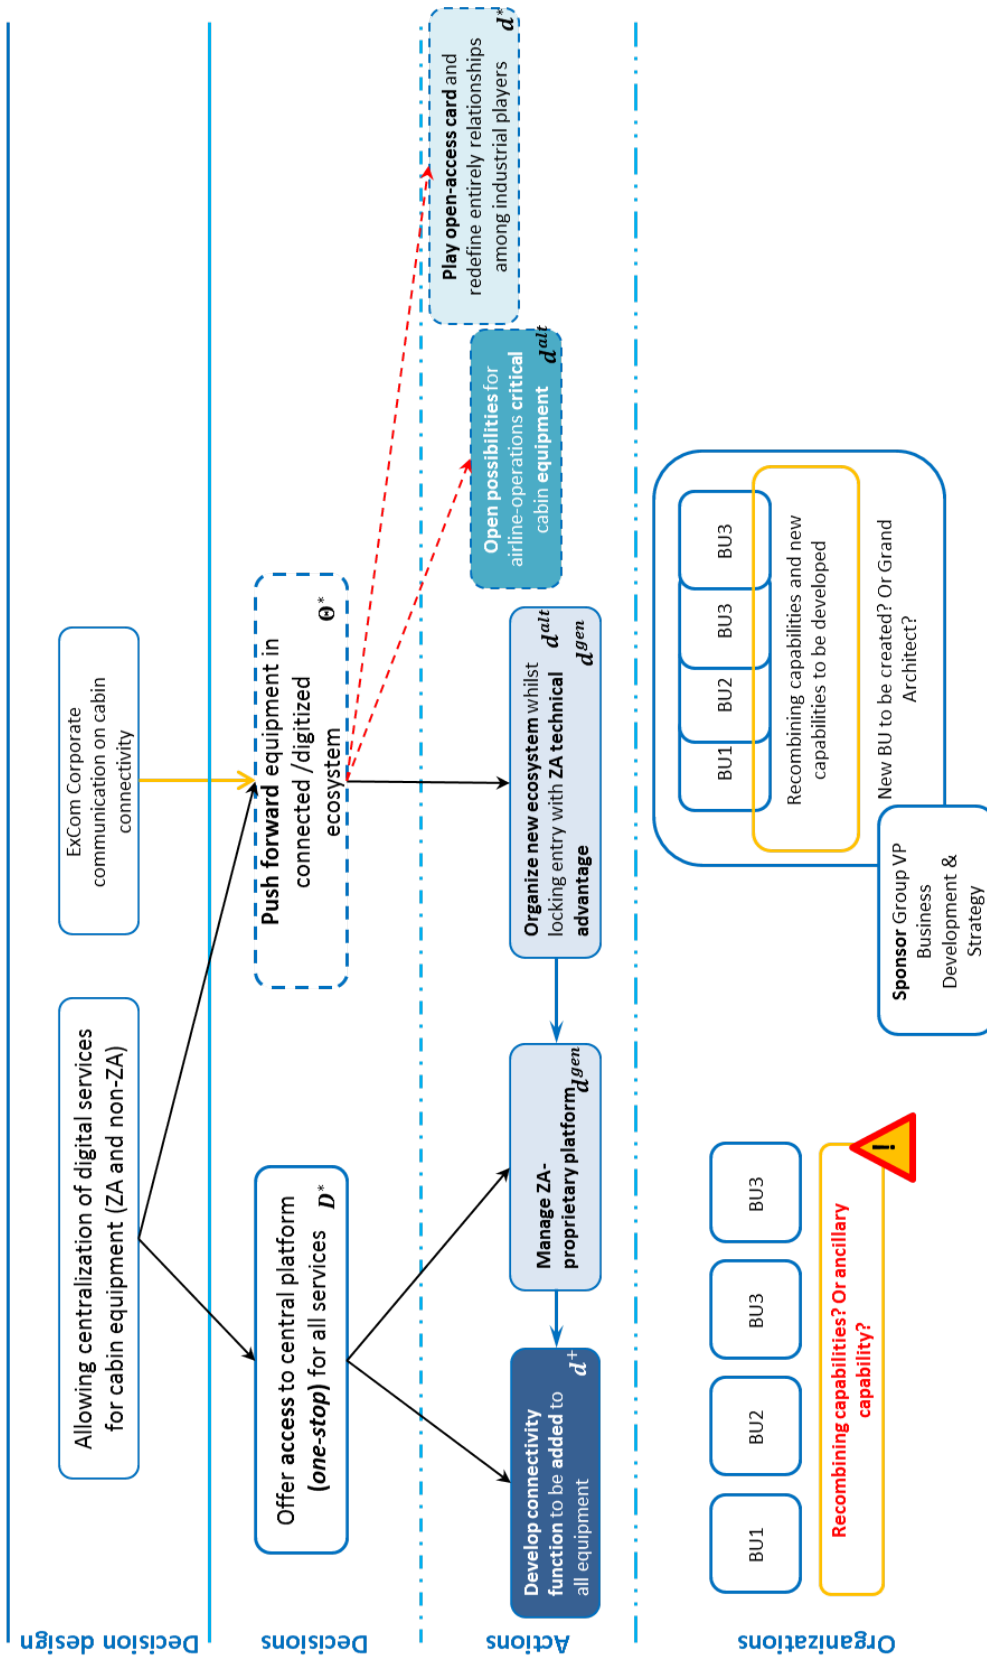 Decision design
Allowing centralization of digital services
for cabin equipment (ZA and non-ZA)
ExCom Corporate
communication on cabin
connectivity
Decisions
Offer access to central platform
(one-stop) for all services
D*
Push forward equipment in
connected /digitized
ecosystem
Θ*
Actions
Develop connectivity
function to be added to
all equipment
d+
Manage ZA-
proprietary platform
dgen
Organize new ecosystem whilst
locking entry with ZA technical
advantage
dalt
dgen
Open possibilities for
airline-operations critical
cabin equipment
dalt
Play open-access card and
redefine entirely relationships
among industrial players
d*
Organizations
BU1
BU2
BU3
BU3
Recombining capabilities? Or ancillary
capability?
!
BU1
BU2
BU3
BU3
Recombining capabilities and new
capabilities to be developed
New BU to be created? Or Grand
Architect?
Sponsor Group VP
Business
Development &
Strategy